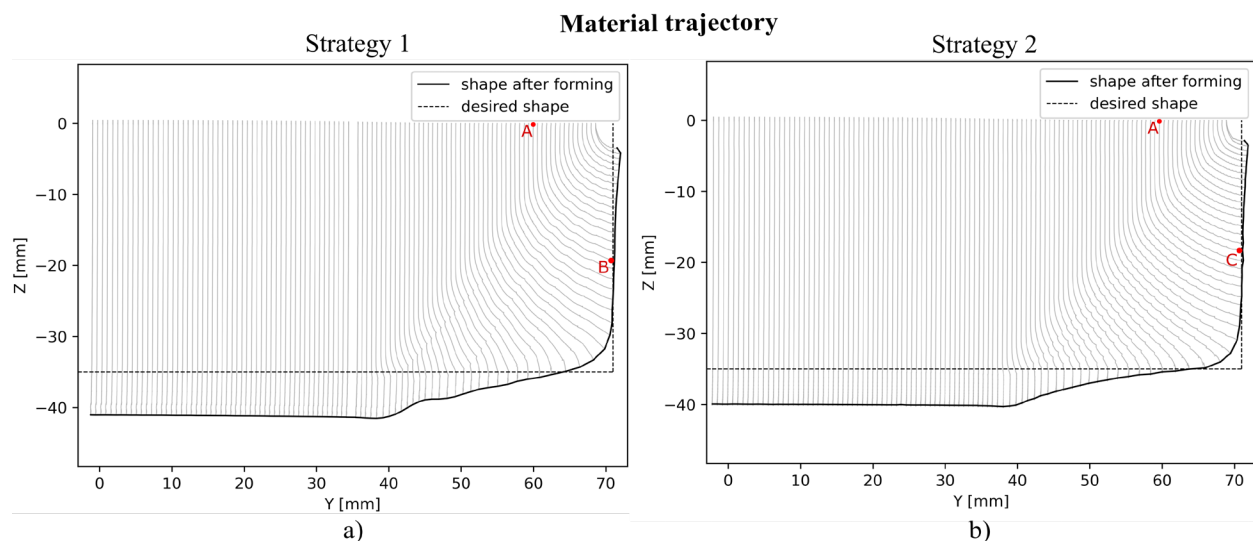 Material trajectory
Strategy 1
shape after forming
desired shape
A
B
0
−10
−20
−30
−40
Z [mm]
0 10 20 30 40 50 60 70
Y [mm]
a)
Strategy 2
shape after forming
desired shape
A
C
0
−10
−20
−30
−40
Z [mm]
0 10 20 30 40 50 60 70
Y [mm]
b)